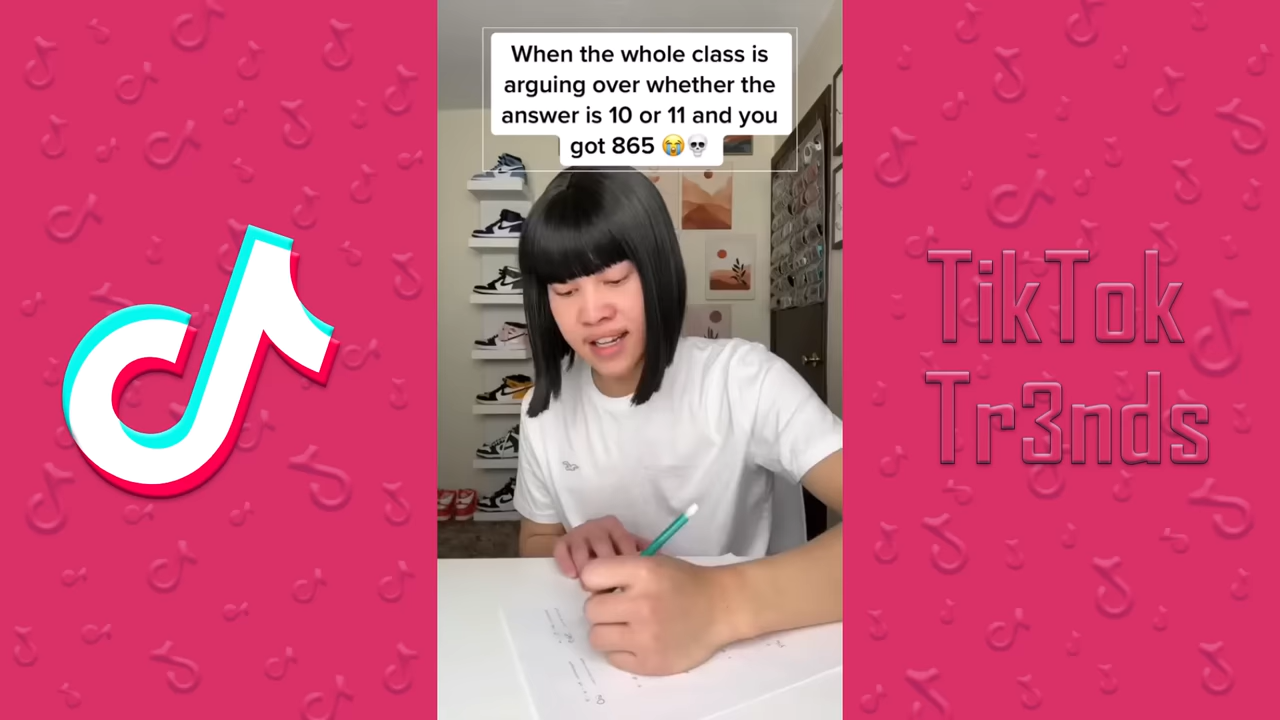 When the whole class is
arguing over whether the
answer is 10 or 11 and you
got 865 😭💀
TikTok
Tr3nds